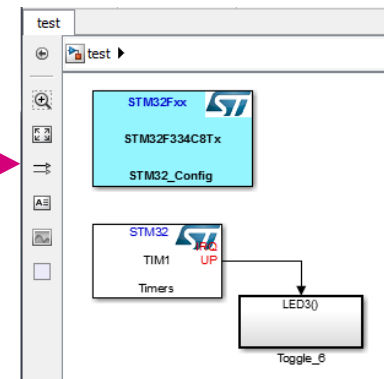 test
test
STM32Fxx
STM32F334C8Tx
STM32_Config
STM32
IRQ
TIM1
UP
Timers
LED3()
Toggle_6